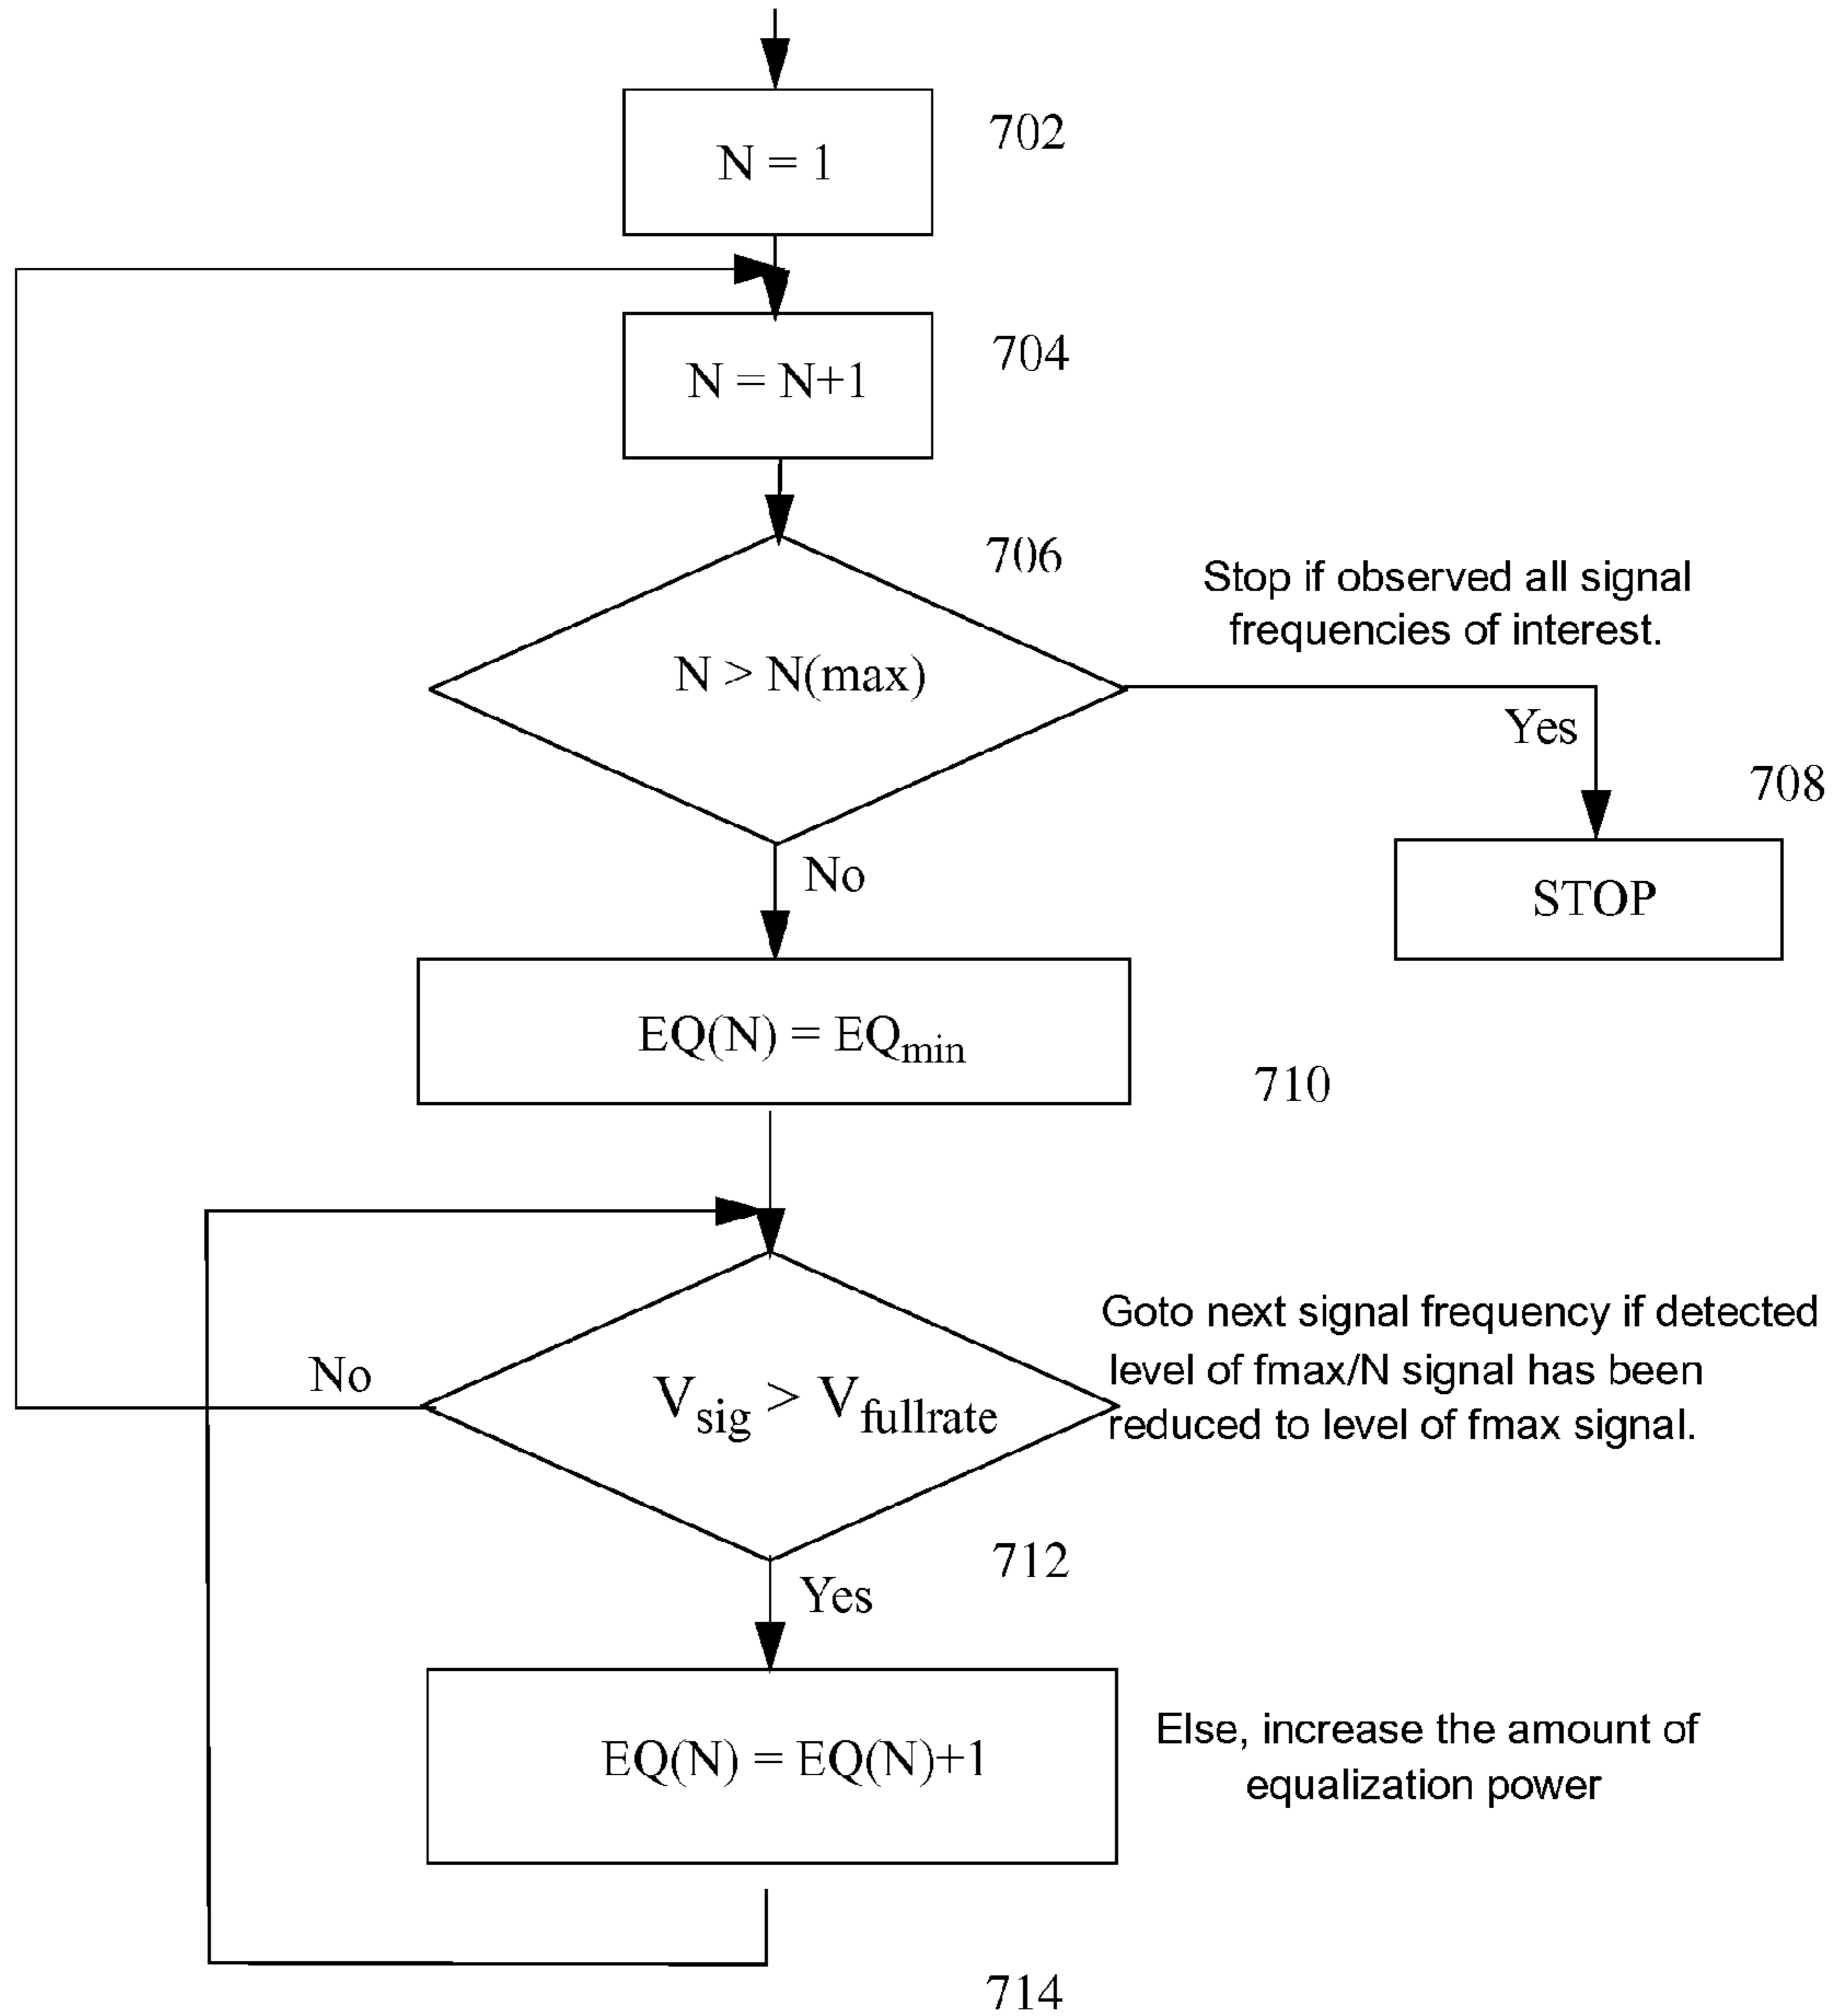 702
N = 1
704
N = N+1
706
Stop if observed all signal
frequencies of interest.
N > N(max)
Yes
708
No
STOP
EQ(N) = EQmin
710
Goto next signal frequency if detected
level of fmax/N signal has been
reduced to level of fmax signal.
No
Vsig > Vfullrate
712
Yes
Else, increase the amount of
equalization power
EQ(N) = EQ(N)+1
714